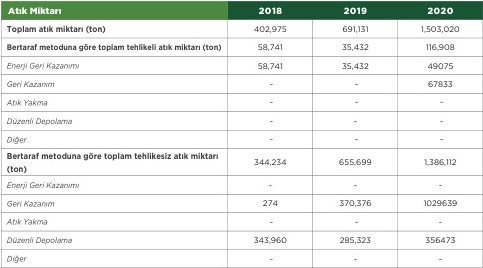 Atık Miktarı 2018 2019 2020
Toplam atık miktarı (ton) 402,975 691,131 1,503,020
Bertaraf metoduna göre toplam tehlikeli atık miktarı (ton) 58,741 35,432 116,908
Enerji Geri Kazanımı 58,741 35,432 49075
Geri Kazanım - - 67833
Atık Yakma - - -
Düzenli Depolama - - -
Diğer - - -
Bertaraf metoduna göre toplam tehlikesiz atık miktarı
(ton) 344,234 655,699 1,386,112
Enerji Geri Kazanımı - - -
Geri Kazanım 274 370,376 1029639
Atık Yakma - - -
Düzenli Depolama 343,960 285,323 356473
Diğer - - -